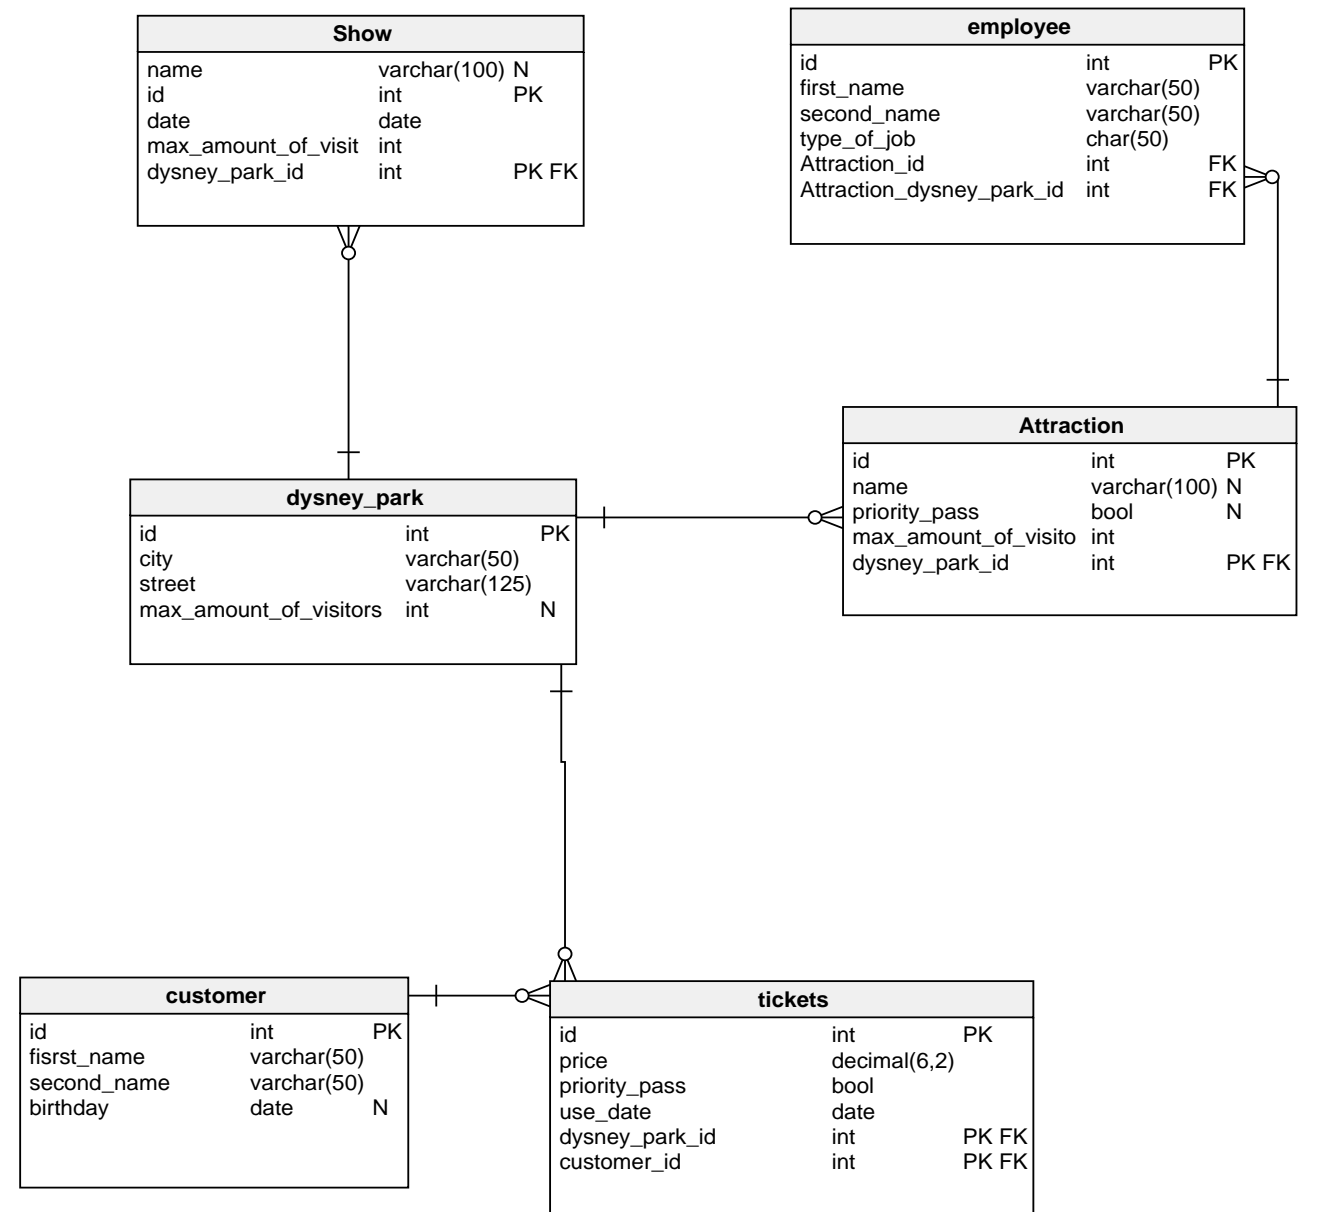 Show
name varchar(100) N
id int PK
date date
max_amount_of_visit int
dysney_park_id int PK FK
employee
id int PK
first_name varchar(50)
second_name varchar(50)
type_of_job char(50)
Attraction_id int FK
Attraction_dysney_park_id int FK
dysney_park
id int PK
city varchar(50)
street varchar(125)
max_amount_of_visitors int N
Attraction
id int PK
name varchar(100) N
priority_pass bool N
max_amount_of_visito int
dysney_park_id int PK FK
customer
id int PK
fisrst_name varchar(50)
second_name varchar(50)
birthday date N
tickets
id int PK
price decimal(6,2)
priority_pass bool
use_date date
dysney_park_id int PK FK
customer_id int PK FK